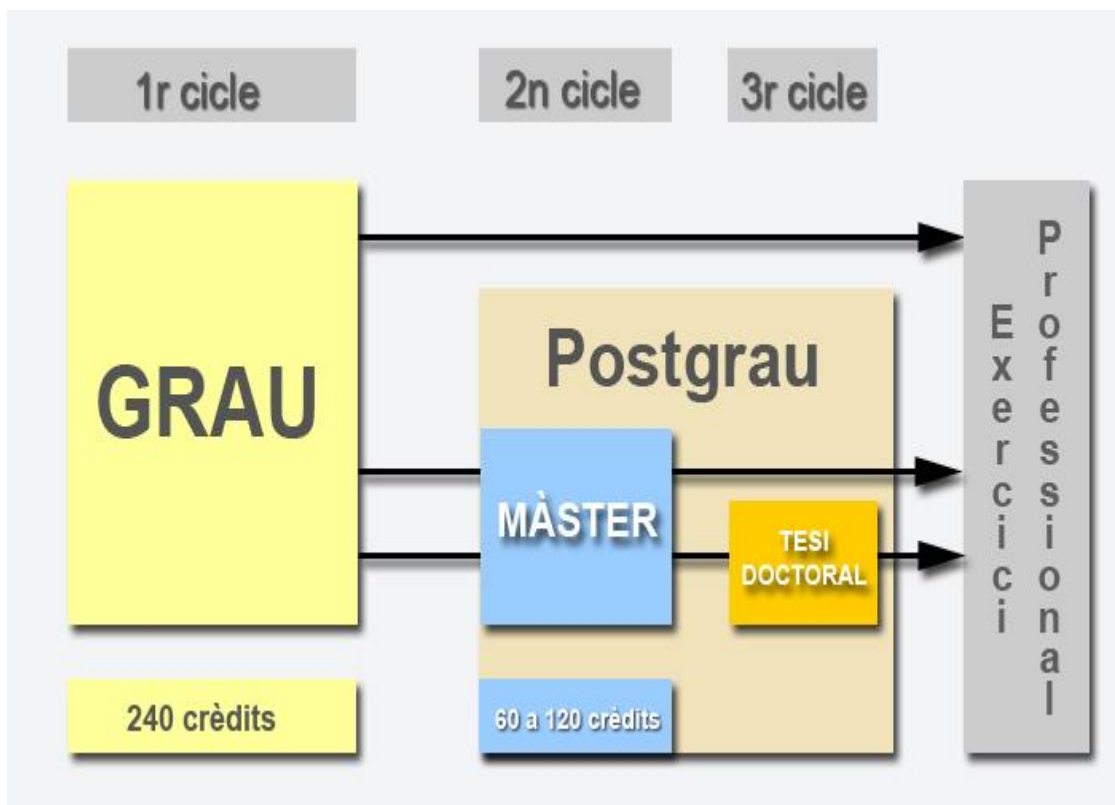 1r cicle
2n cicle
3r cicle
GRAU
Postgrau
MÀSTER
TESI
DOCTORAL
240 crèdits
60 a 120 crèdits
Exercici
Professional